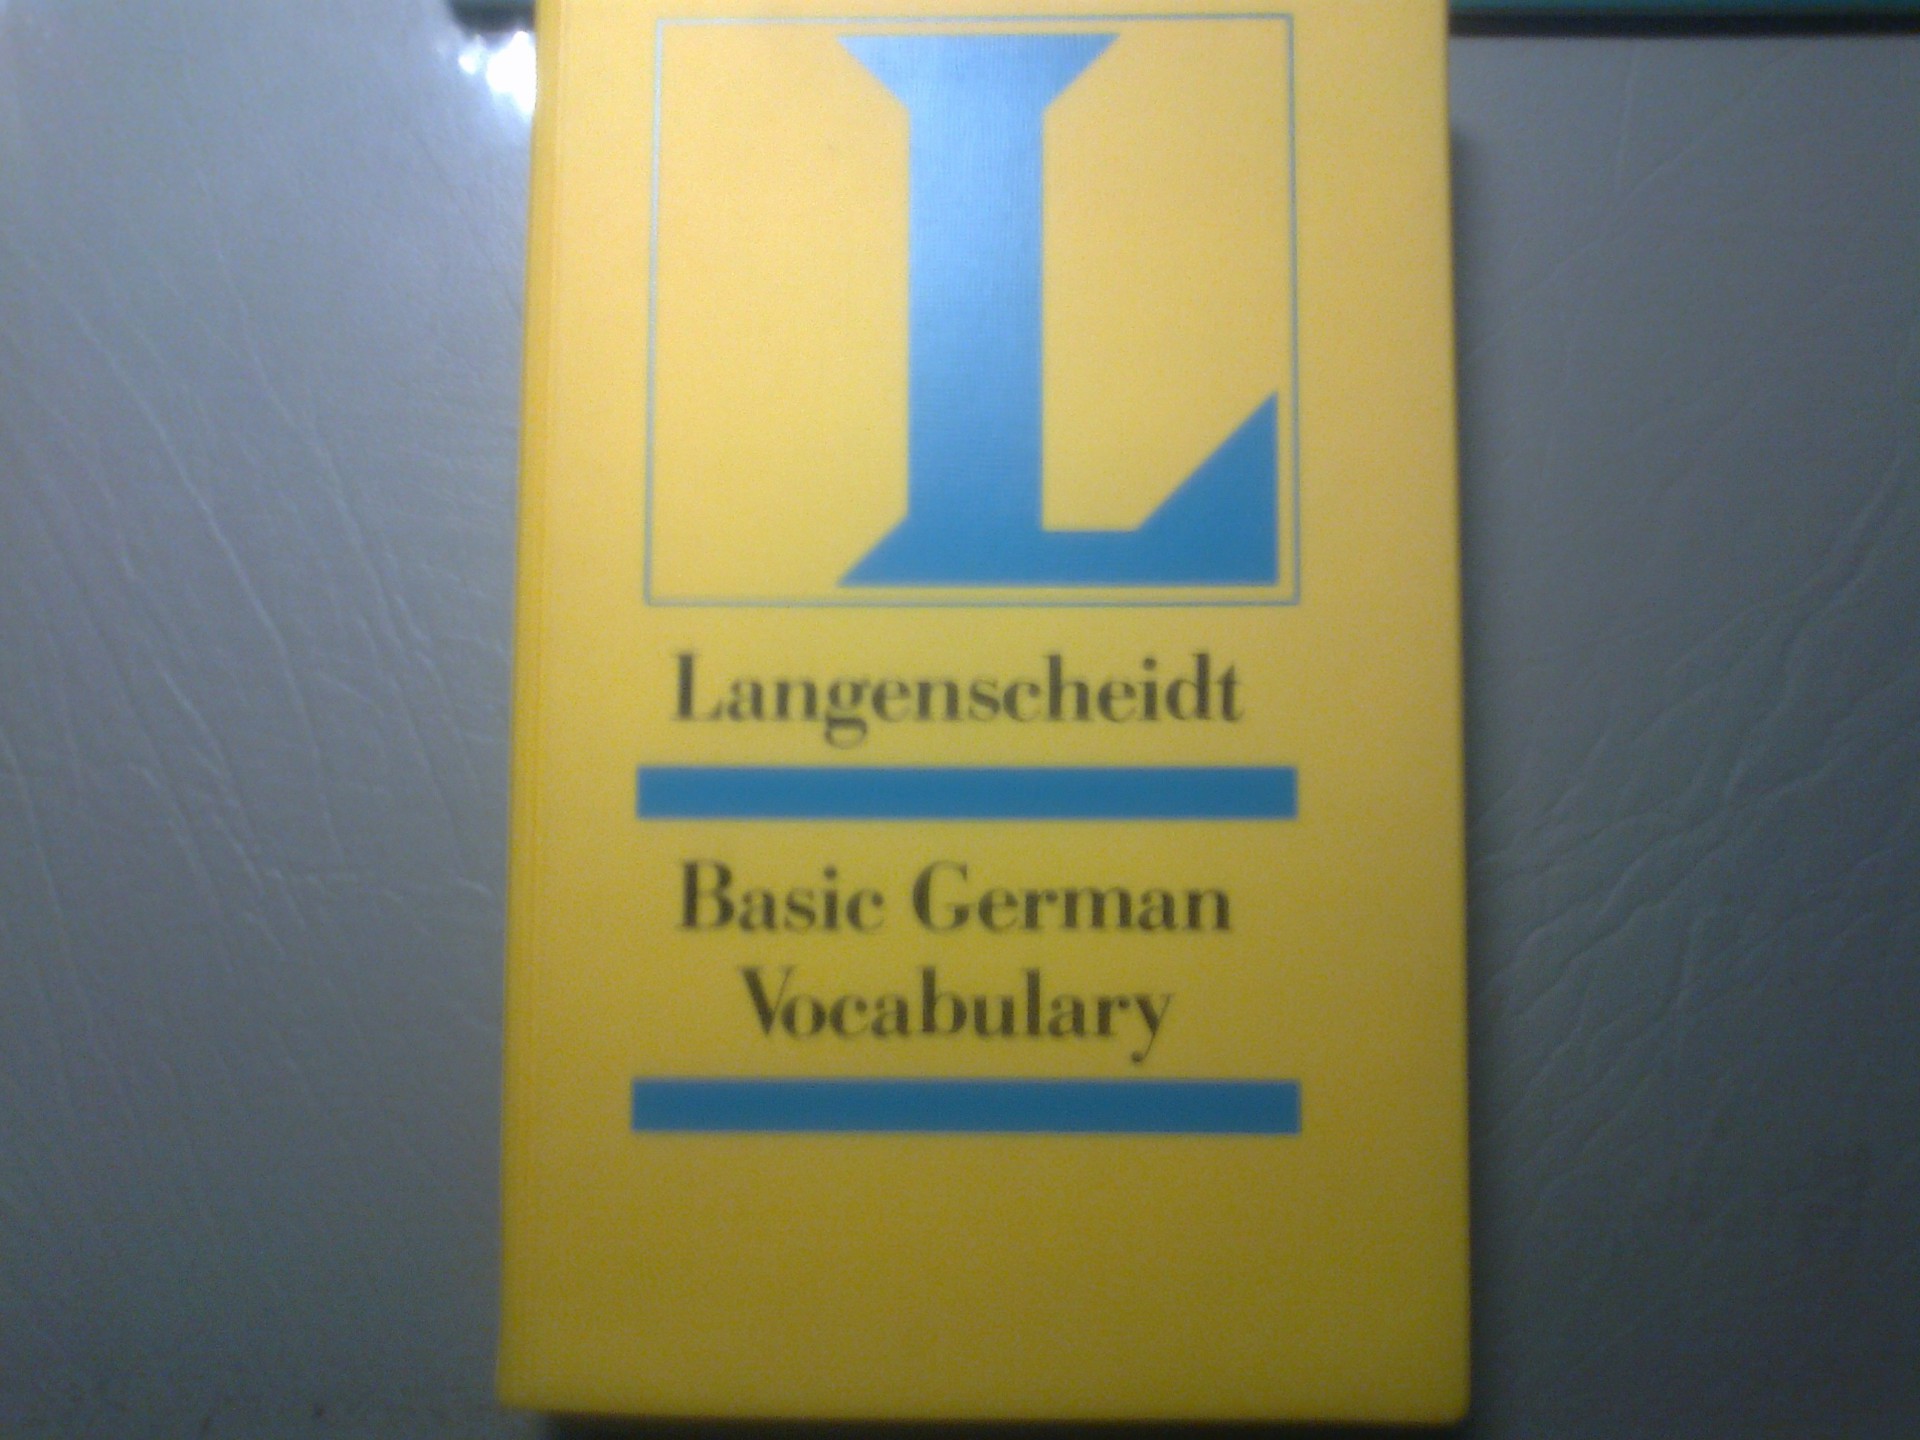 L
Langenscheidt
Basic German
Vocabulary